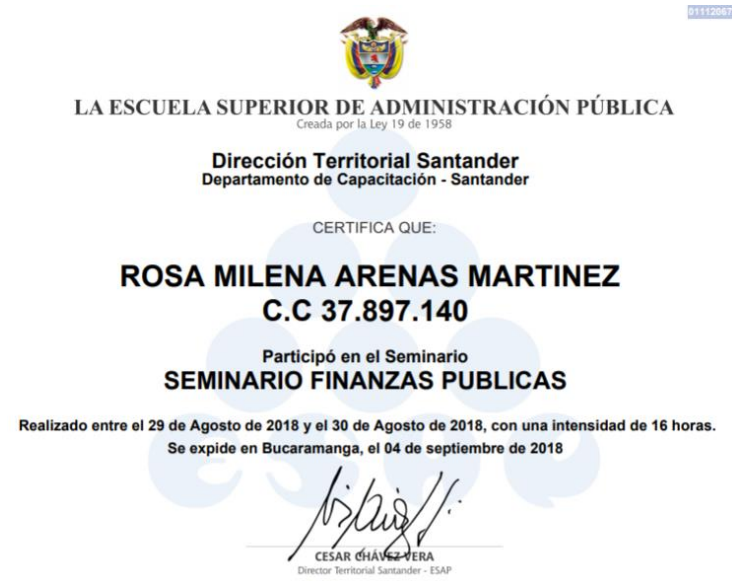 01112067
LA ESCUELA SUPERIOR DE ADMINISTRACIÓN PÚBLICA
Creada por la Ley 19 de 1958
Dirección Territorial Santander
Departamento de Capacitación - Santander
CERTIFICA QUE:
ROSA MILENA ARENAS MARTINEZ
C.C 37.897.140
Participó en el Seminario
SEMINARIO FINANZAS PUBLICAS
Realizado entre el 29 de Agosto de 2018 y el 30 de Agosto de 2018, con una intensidad de 16 horas.
Se expide en Bucaramanga, el 04 de septiembre de 2018
esap
CESAR CHÁVEZ VERA
Director Territorial Santander - ESAP